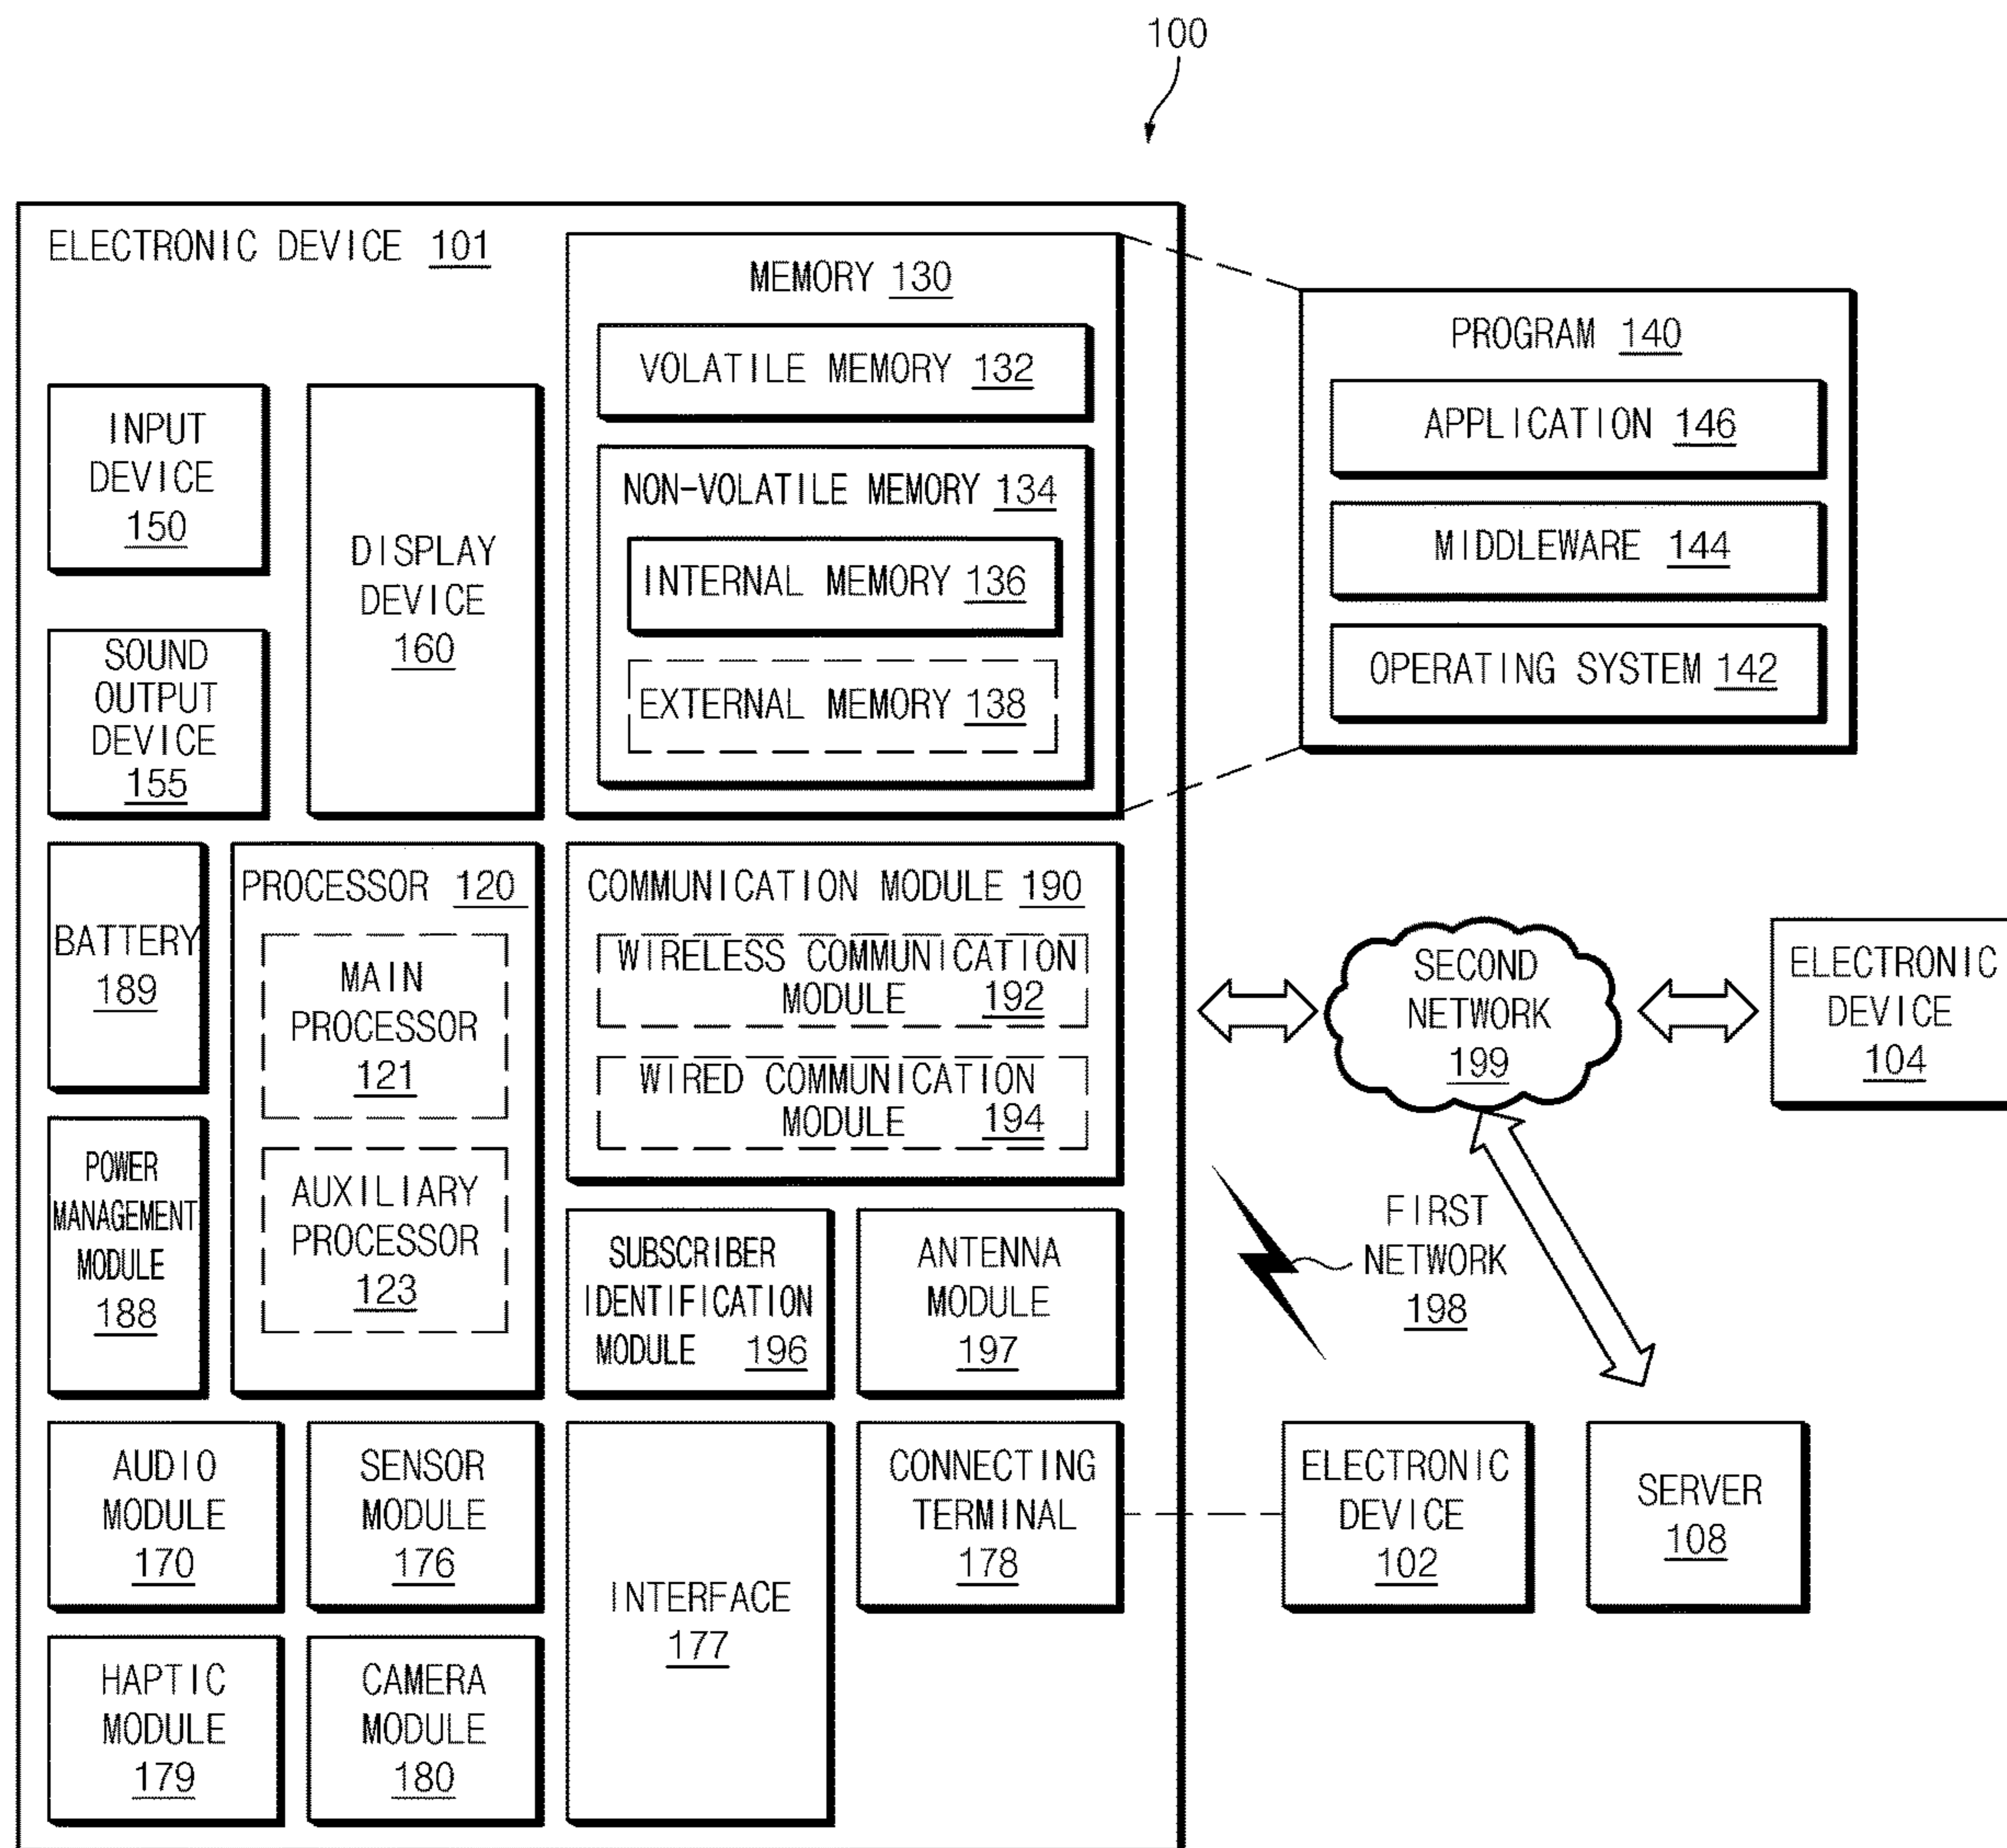 100
ELECTRONIC DEVICE 101
MEMORY 130
VOLATILE MEMORY 132
NON-VOLATILE MEMORY 134
INTERNAL MEMORY 136
EXTERNAL MEMORY 138
PROGRAM 140
APPLICATION 146
MIDDLEWARE 144
OPERATING SYSTEM 142
INPUT
DEVICE
150
DISPLAY
DEVICE
160
SOUND
OUTPUT
DEVICE
155
BATTERY
189
PROCESSOR 120
MAIN
PROCESSOR
121
AUXILIARY
PROCESSOR
123
COMMUNICATION MODULE 190
WIRELESS COMMUNICATION
MODULE 192
WIRED COMMUNICATION
MODULE 194
SECOND
NETWORK
199
ELECTRONIC
DEVICE
104
POWER
MANAGEMENT
MODULE
188
SUBSCRIBER
IDENTIFICATION
MODULE 196
ANTENNA
MODULE
197
FIRST
NETWORK
198
AUDIO
MODULE
170
SENSOR
MODULE
176
INTERFACE
177
CONNECTING
TERMINAL
178
ELECTRONIC
DEVICE
102
SERVER
108
HAPTIC
MODULE
179
CAMERA
MODULE
180